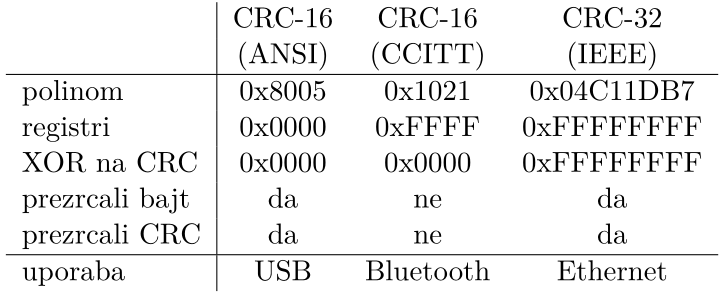 CRC-16 CRC-16 CRC-32
(ANSI) (CCITT) (IEEE)
polinom 0x8005 0x1021 0x04C11DB7
registri 0x0000 0xFFFF 0xFFFFFFFF
XOR na CRC 0x0000 0x0000 0xFFFFFFFF
prezrcali bajt da ne da
prezrcali CRC da ne da
uporaba USB Bluetooth Ethernet